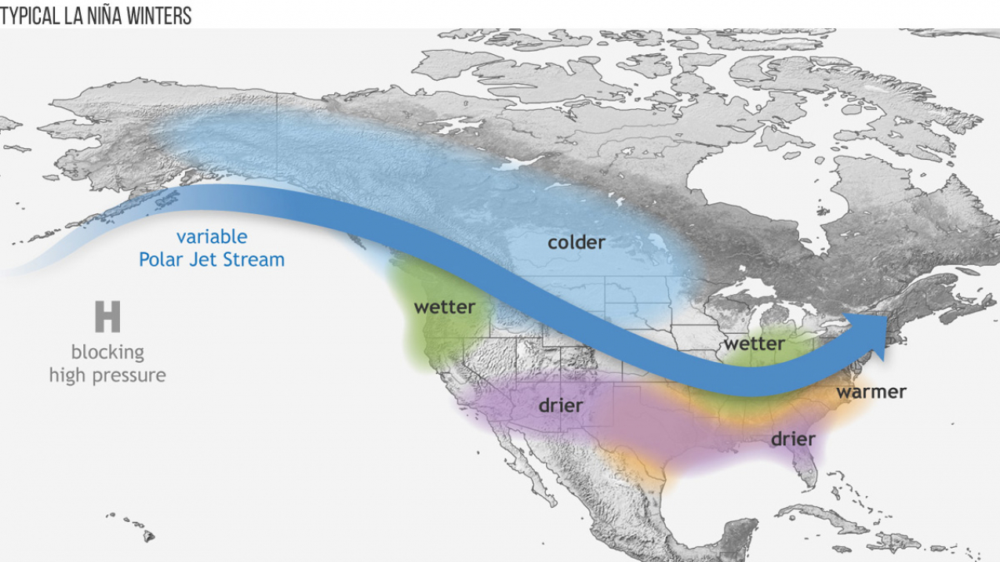 TYPICAL LA NIÑA WINTERS
colder
variable
Polar Jet Stream
wetter
H
blocking
high pressure
wetter
warmer
drier
drier